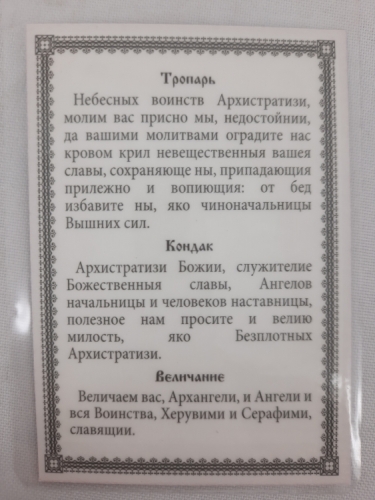 Тропарь
Небесных воинств Архистратизи,
молим вас присно мы, недостойнии,
да вашими молитвами оградите нас
кровом крил невещественныя вашея
славы, сохраняюще ны, припадающия
прилежно и вопиющия: от бед
избавите ны, яко чиноначальницы
Вышних сил.
Кондак
Архистратизи Божии, служителие
Божественныя славы, Ангелов
начальницы и человеков наставницы,
полезное нам просите и велию
милость, яко Безплотных
Архистратизи.
Величание
Величаем вас, Архангели, и Ангели и
вся Воинства, Херувими и Серафими,
славящии.